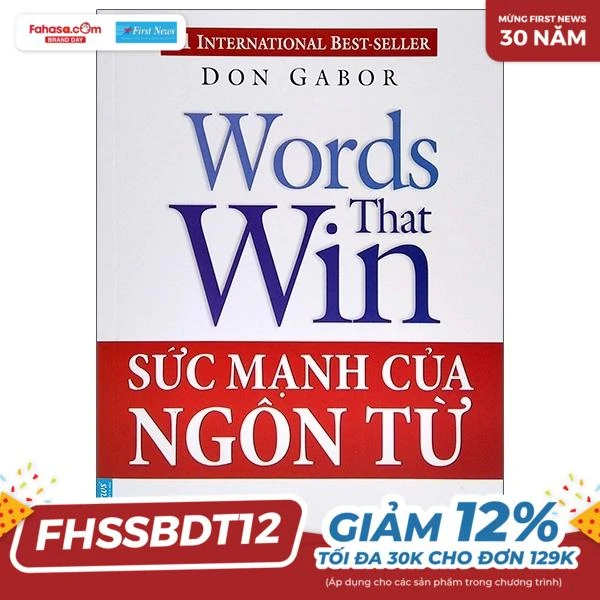 Fahasa.com
BRAND DAY
First News
MỪNG FIRST NEWS
30 NĂM
#1 INTERNATIONAL BEST-SELLER
DON GABOR
Words
That
Win
SỨC MẠNH CỦA
NGÔN TỪ
FHSSBDT12
GIẢM 12%
TỐI ĐA 30K CHO ĐƠN 129K
(Áp dụng cho các sản phẩm trong chương trình)